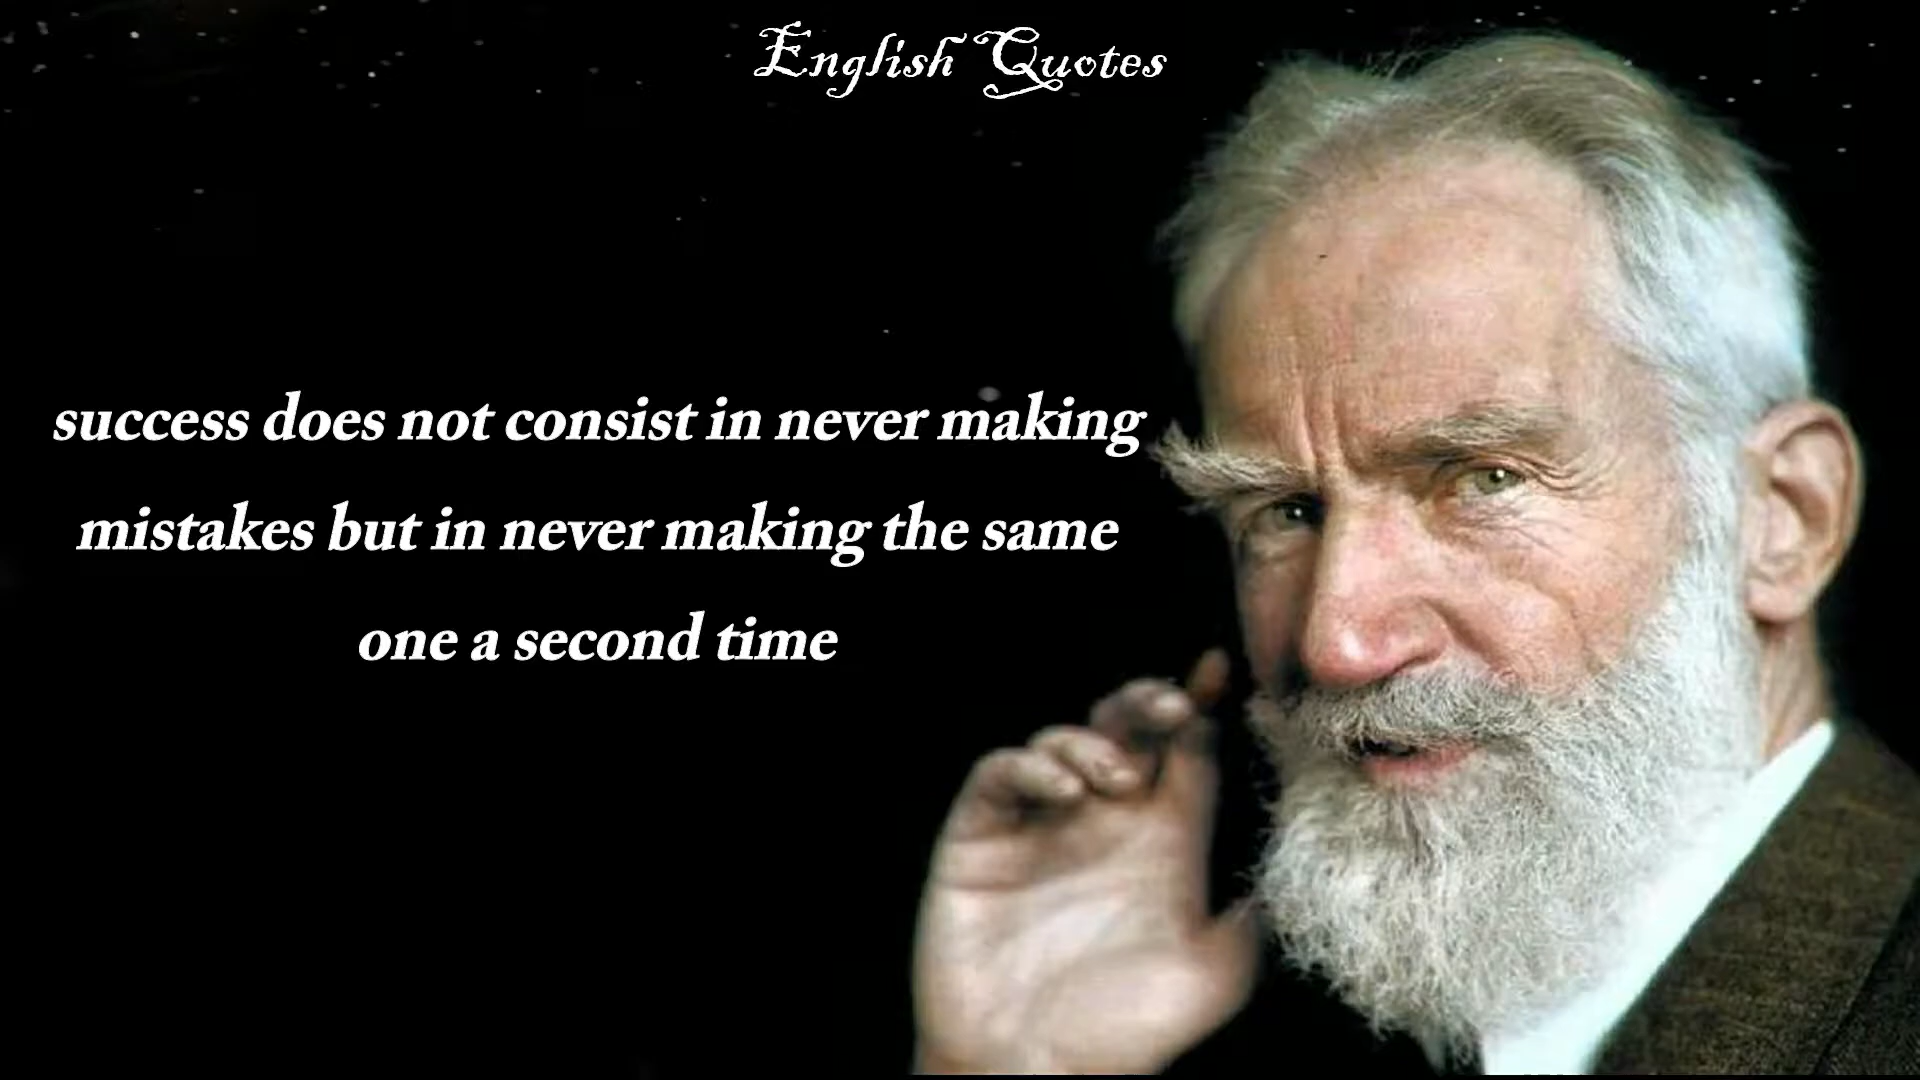 English Quotes
success does not consist in never making
mistakes but in never making the same
one a second time